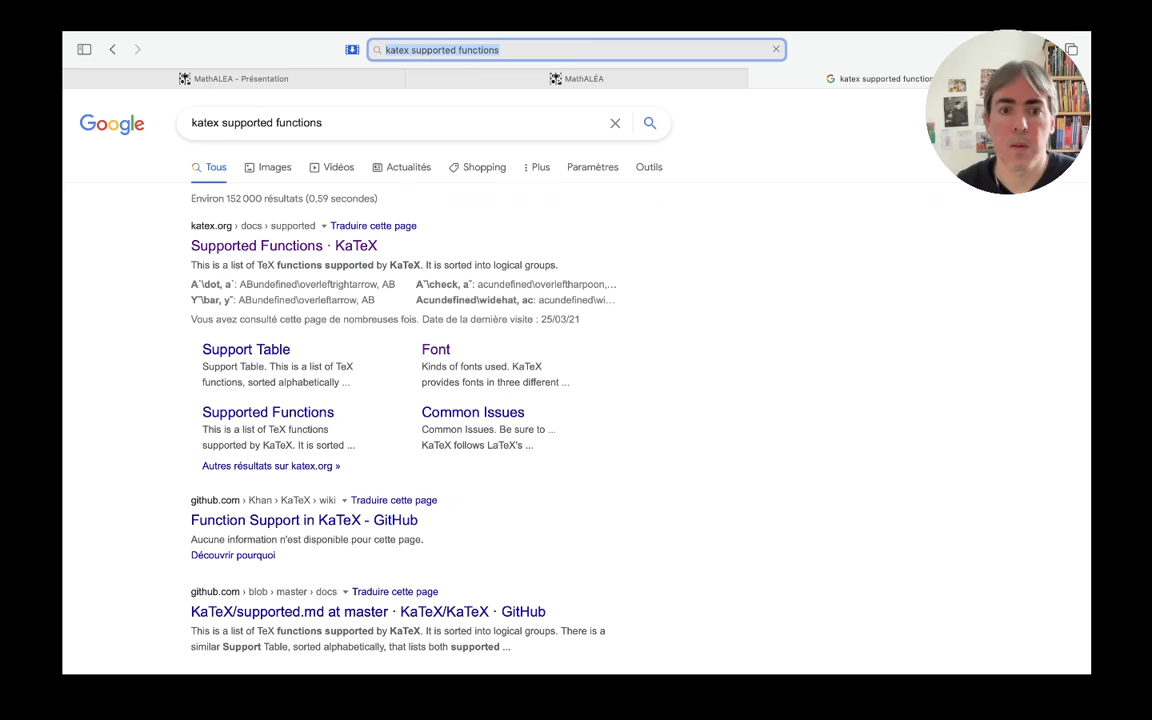 katex supported functions
MathALEA - Présentation
MathALÉA
katex supported function
Google
katex supported functions
Tous
Images
Vidéos
Actualités
Shopping
Plus
Paramètres
Outils
Environ 152 000 résultats (0,59 secondes)
katex.org › docs › supported ▾ Traduire cette page
Supported Functions · KaTeX
This is a list of TeX functions supported by KaTeX. It is sorted into logical groups.
Aˊ\dot, aˊ: ABundefined\overleftrightarrow, AB
Aˇ\check, aˇ: acundefined\overleftharpoon,...
Yˉ\bar, yˉ: ABundefined\overleftarrow, AB
Acundefined\widehat, ac: acundefined\wi...
Vous avez consulté cette page de nombreuses fois. Date de la dernière visite : 25/03/21
Support Table
Support Table. This is a list of TeX
functions, sorted alphabetically ...
Font
Kinds of fonts used. KaTeX
provides fonts in three different ...
Supported Functions
This is a list of TeX functions
supported by KaTeX. It is sorted ...
Common Issues
Common Issues. Be sure to ...
KaTeX follows LaTeX's ...
Autres résultats sur katex.org »
github.com › Khan › KaTeX › wiki ▾ Traduire cette page
Function Support in KaTeX - GitHub
Aucune information n'est disponible pour cette page.
Découvrir pourquoi
github.com › blob › master › docs ▾ Traduire cette page
KaTeX/supported.md at master · KaTeX/KaTeX · GitHub
This is a list of TeX functions supported by KaTeX. It is sorted into logical groups. There is a
similar Support Table, sorted alphabetically, that lists both supported ...